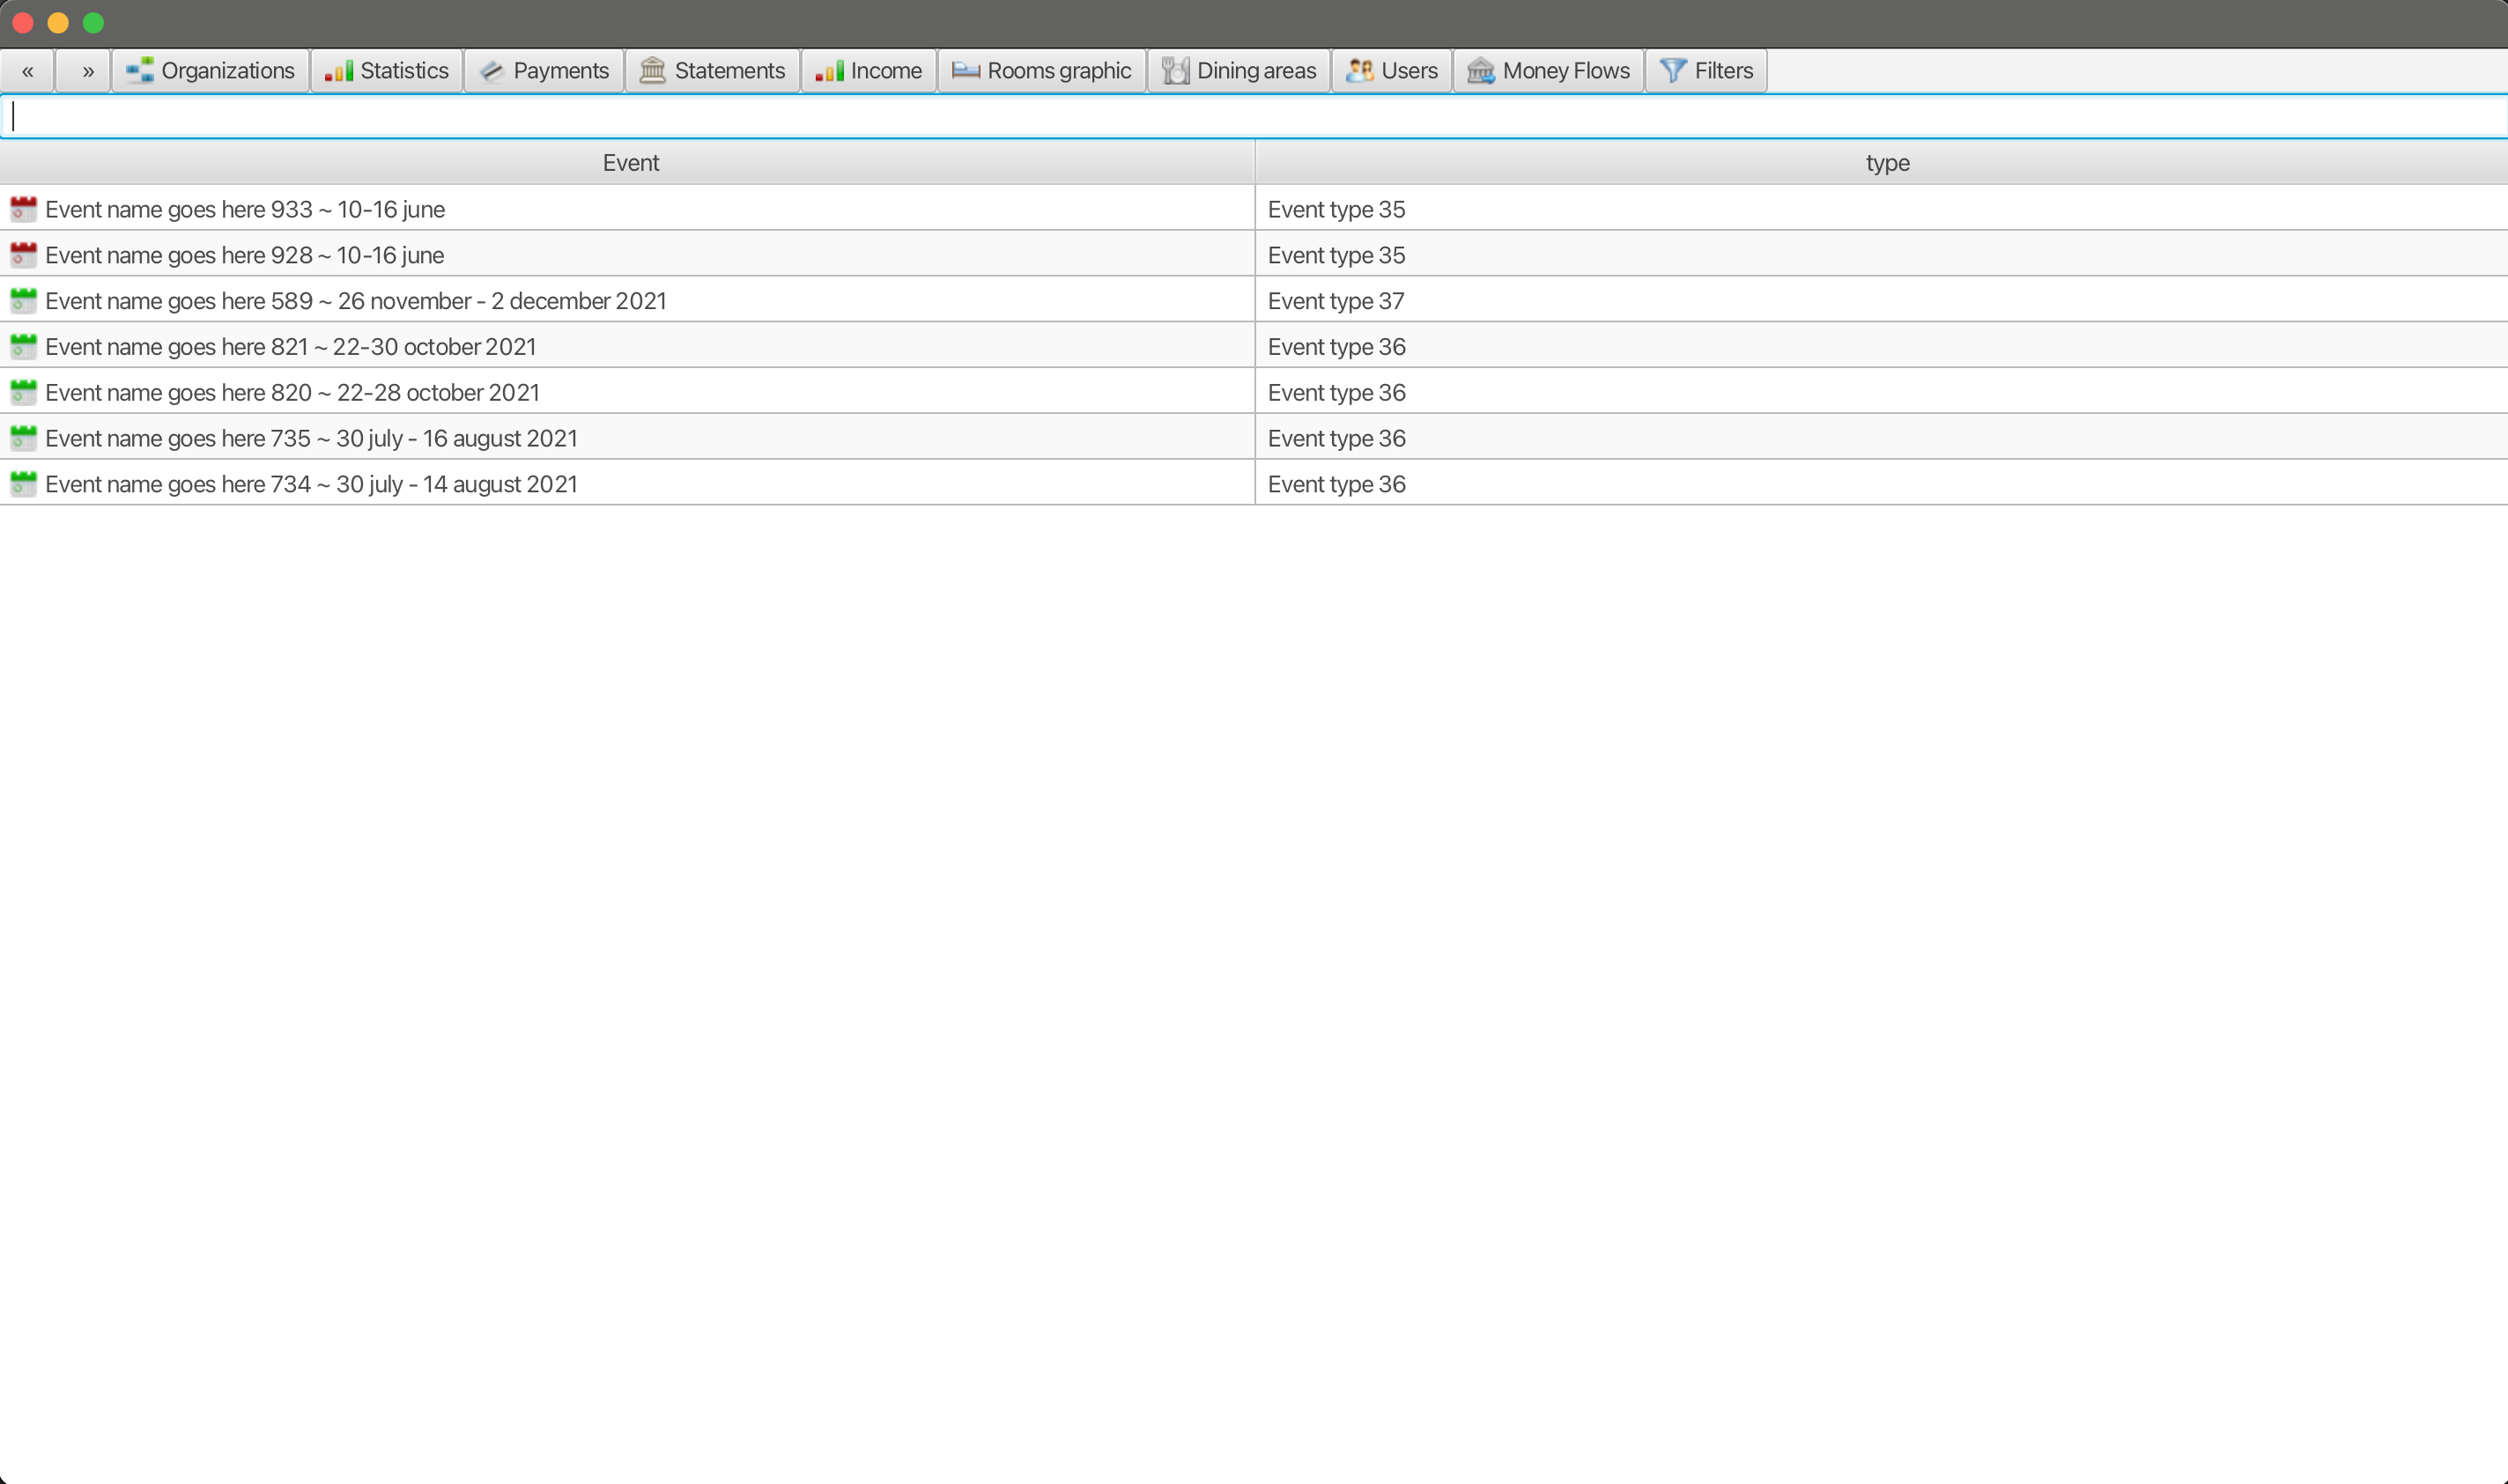 « » Organizations Statistics Payments Statements Income Rooms graphic Dining areas Users Money Flows Filters
Event type
Event name goes here 933 ~ 10-16 june Event type 35
Event name goes here 928 ~ 10-16 june Event type 35
Event name goes here 589 ~ 26 november - 2 december 2021 Event type 37
Event name goes here 821 ~ 22-30 october 2021 Event type 36
Event name goes here 820 ~ 22-28 october 2021 Event type 36
Event name goes here 735 ~ 30 july - 16 august 2021 Event type 36
Event name goes here 734 ~ 30 july - 14 august 2021 Event type 36